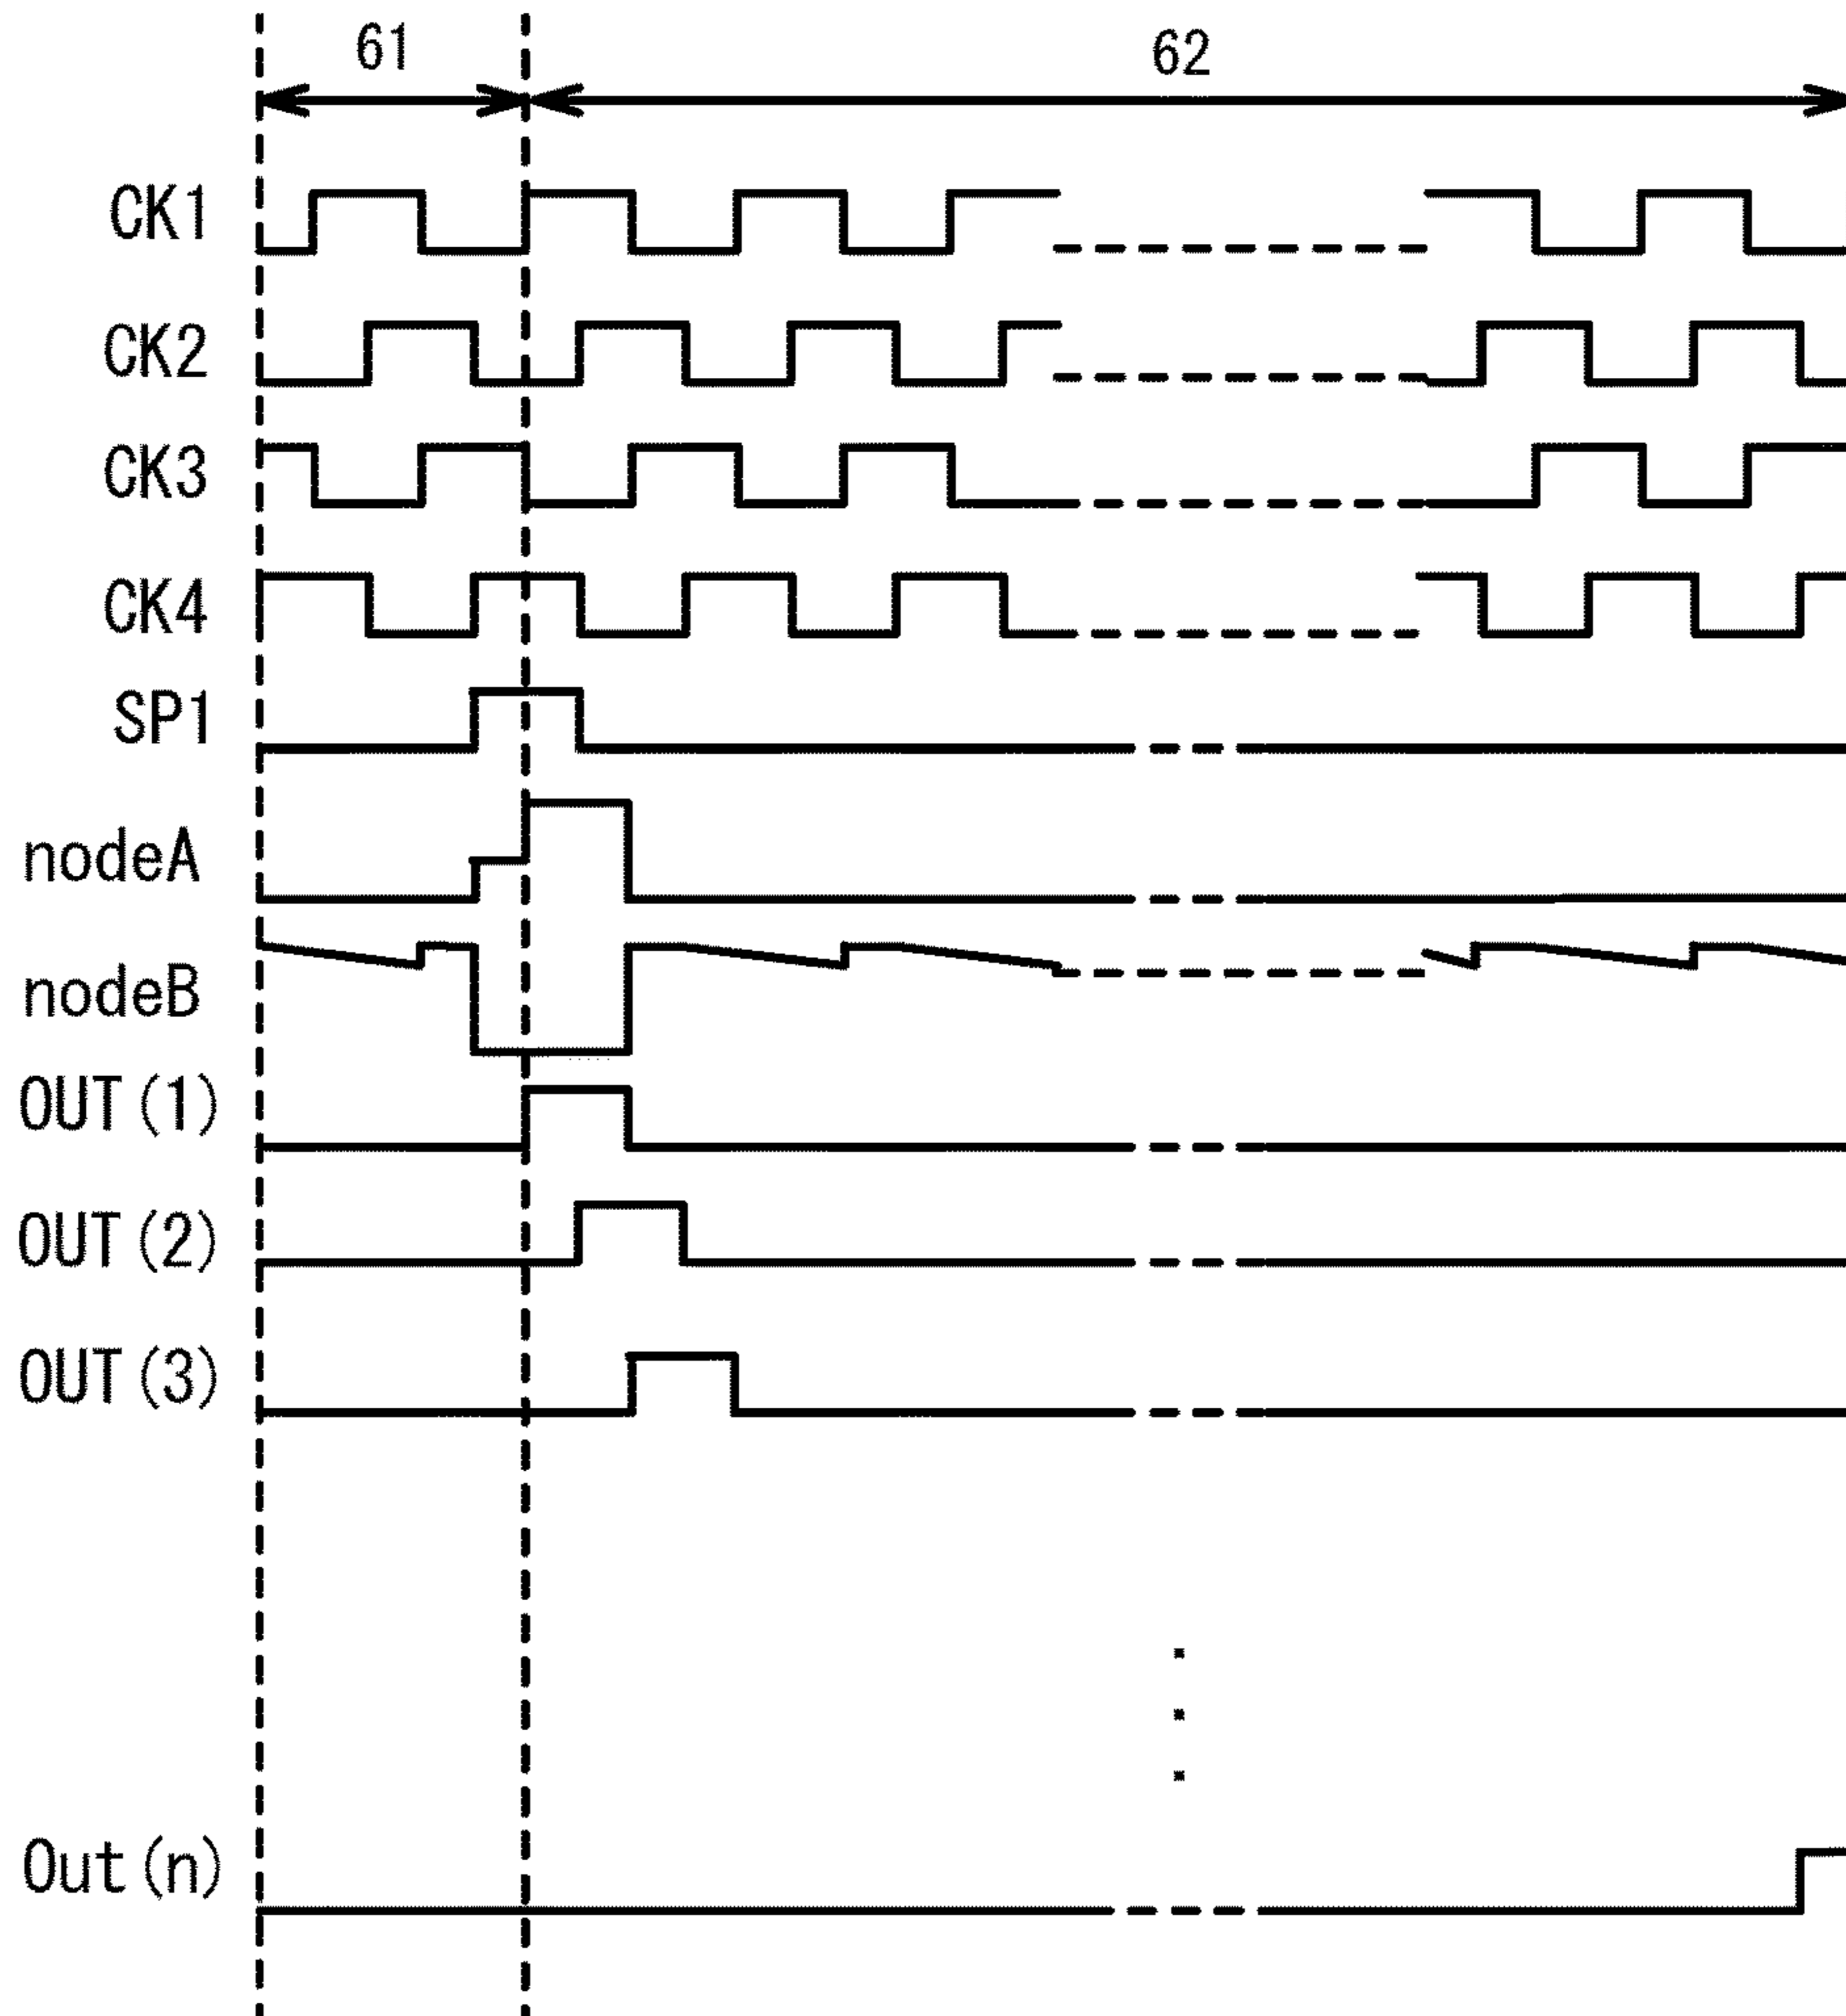 61 62
CK1
CK2
CK3
CK4
SP1
nodeA
nodeB
OUT(1)
OUT(2)
OUT(3)
Out(n)